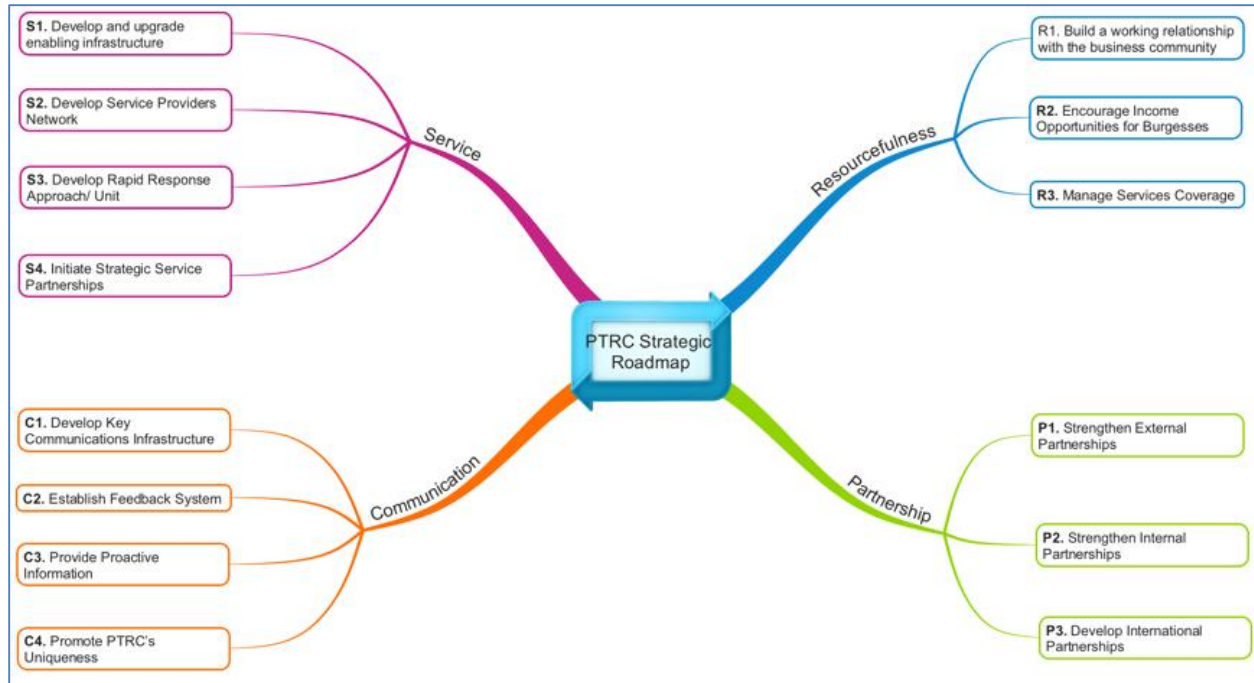 S1. Develop and upgrade
enabling infrastructure
S2. Develop Service Providers
Network
S3. Develop Rapid Response
Approach/ Unit
S4. Initiate Strategic Service
Partnerships
Service
R1. Build a working relationship
with the business community
R2. Encourage Income
Opportunities for Burgesses
R3. Manage Services Coverage
Resourcefulness
PTRC Strategic
Roadmap
C1. Develop Key
Communications Infrastructure
C2. Establish Feedback System
C3. Provide Proactive
Information
C4. Promote PTRC's
Uniqueness
Communication
P1. Strengthen External
Partnerships
P2. Strengthen Internal
Partnerships
P3. Develop International
Partnerships
Partnership